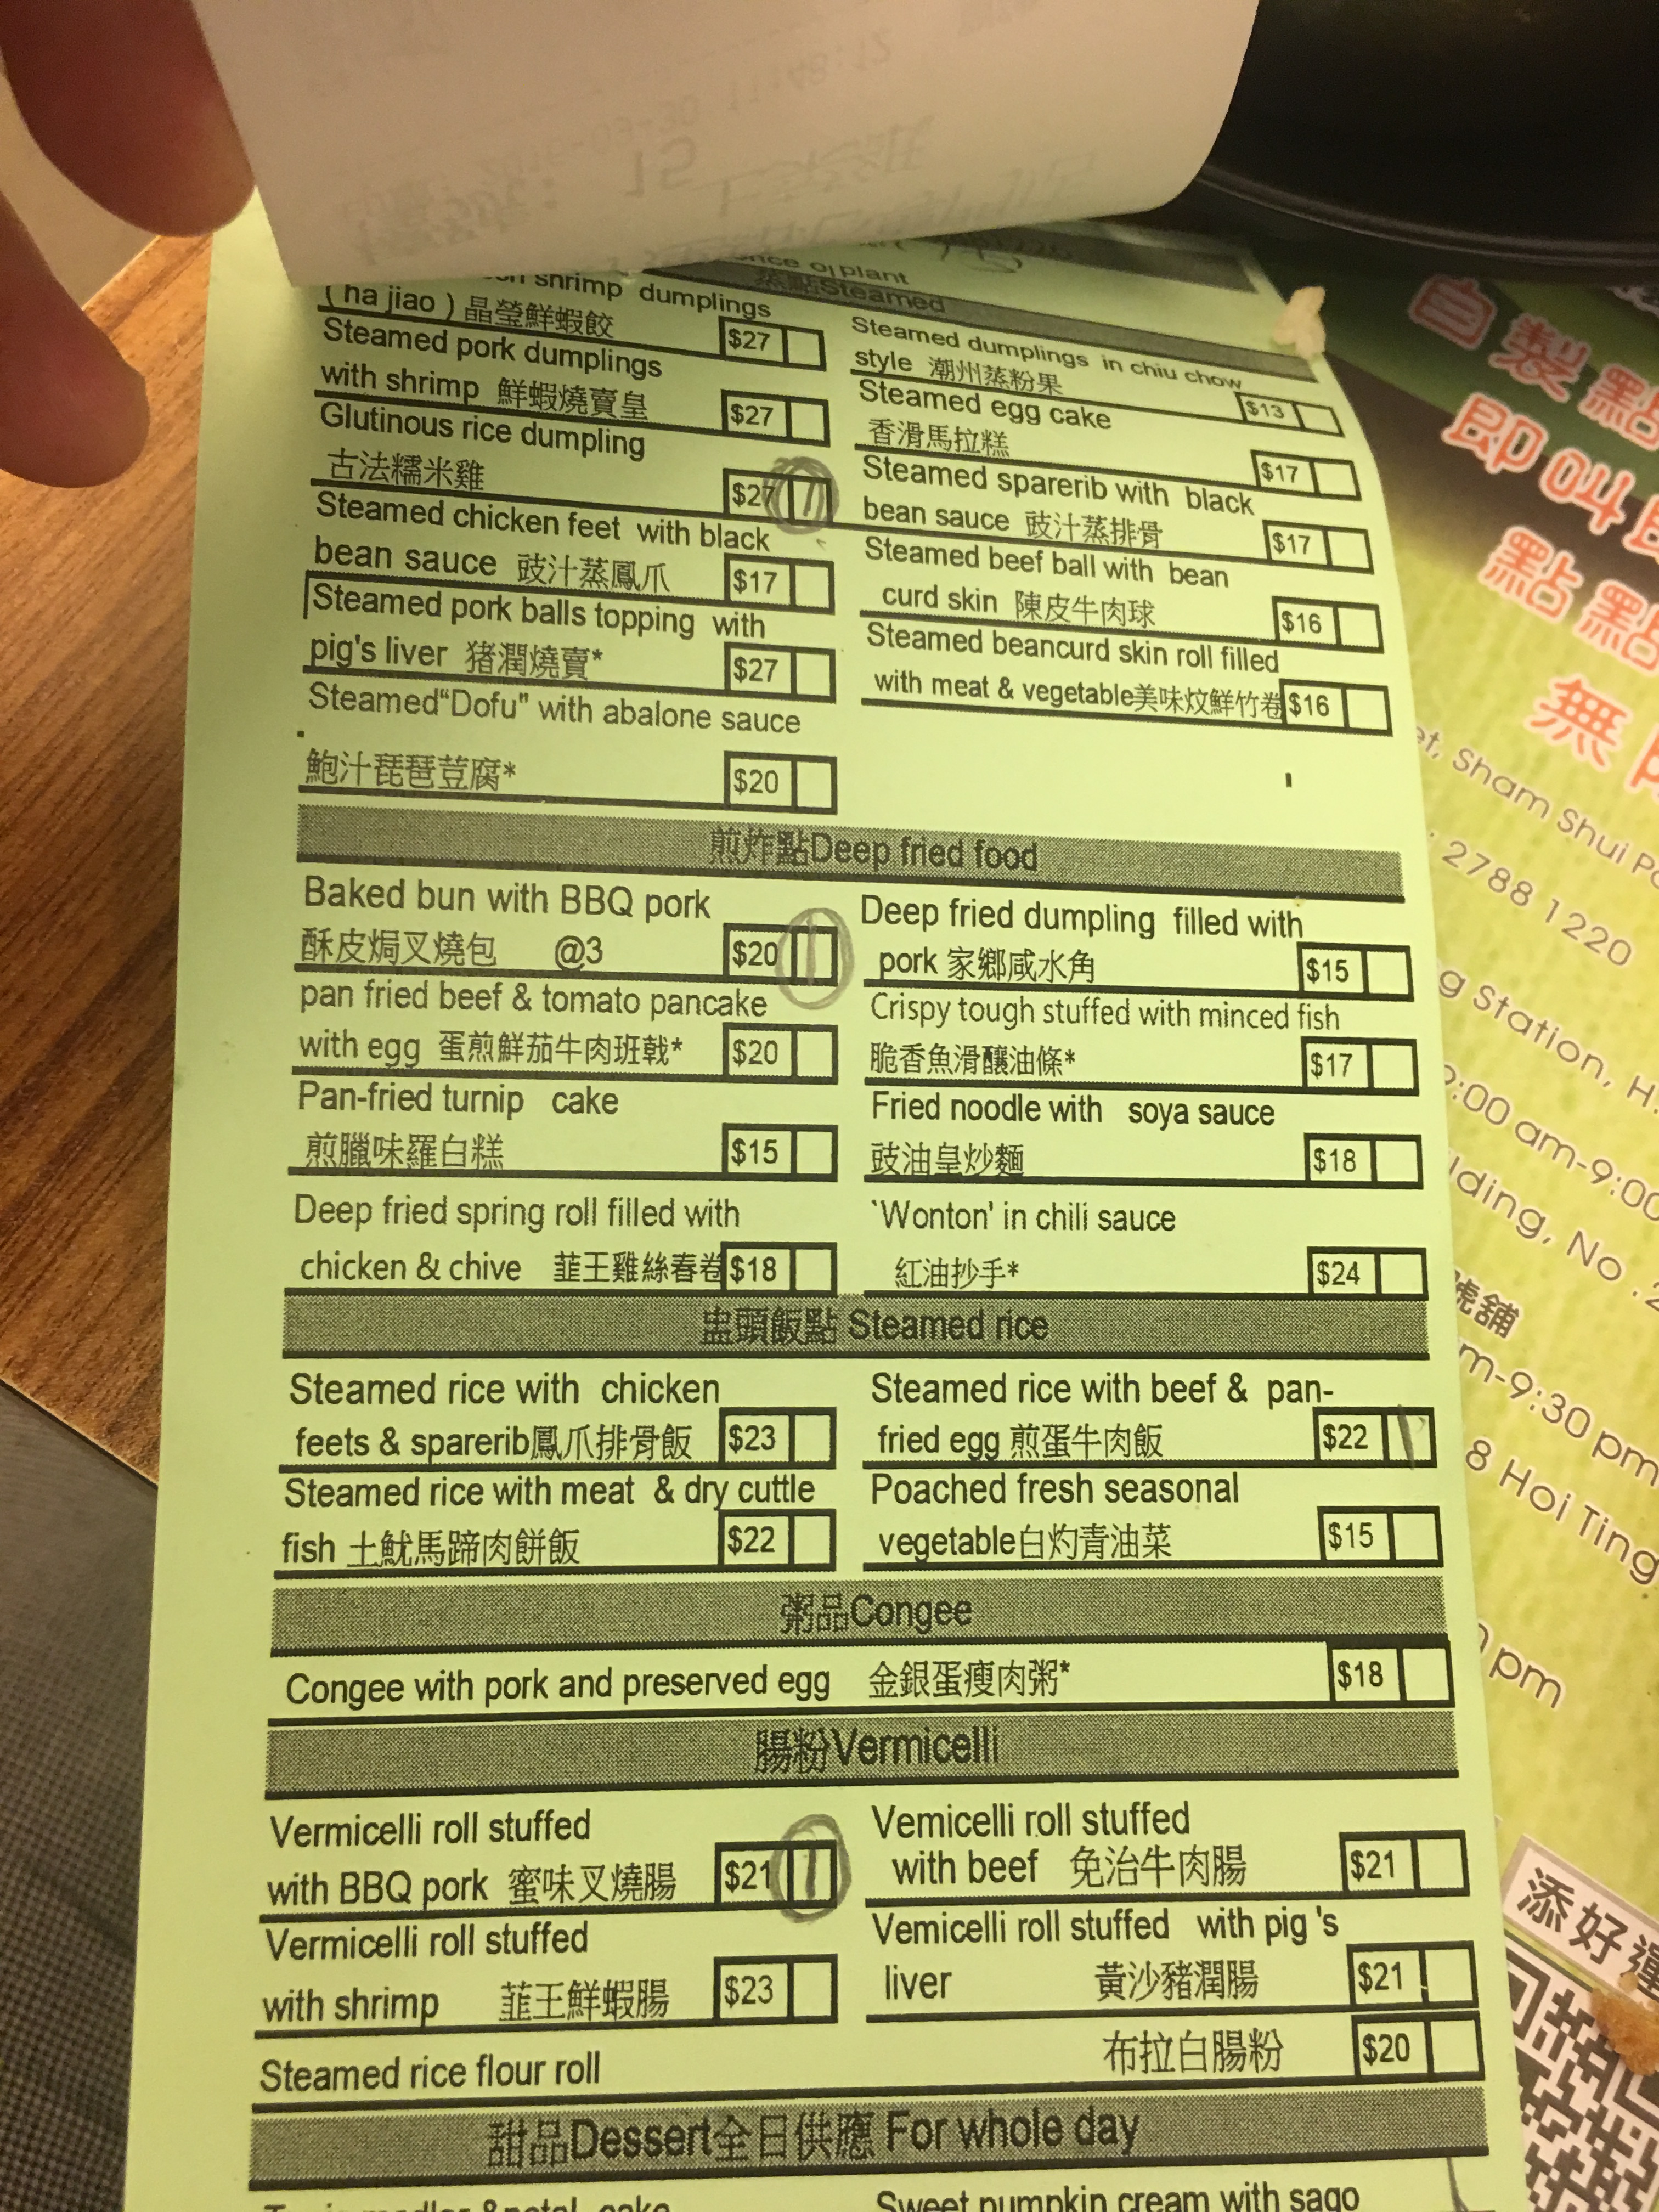 蒸點Steamed
shrimp dumplings
( ha jiao ) 晶瑩鮮蝦餃 $27
Steamed dumplings in chiu chow
style 潮州蒸粉果 $13
Steamed pork dumplings
with shrimp 鮮蝦燒賣皇 $27
Steamed egg cake
香滑馬拉糕 $17
Glutinous rice dumpling
古法糯米雞 $27
Steamed sparerib with black
bean sauce 豉汁蒸排骨 $17
Steamed chicken feet with black
bean sauce 豉汁蒸鳳爪 $17
Steamed beef ball with bean
curd skin 陳皮牛肉球 $16
Steamed pork balls topping with
pig's liver 猪潤燒賣* $27
Steamed beancurd skin roll filled
with meat & vegetable美味炆鮮竹卷 $16
Steamed“Dofu” with abalone sauce
鮑汁琵琶荳腐* $20
煎炸點Deep fried food
Baked bun with BBQ pork
酥皮焗叉燒包 @3 $20 1
Deep fried dumpling filled with
pork 家鄉咸水角 $15
pan fried beef & tomato pancake
with egg 蛋煎鮮茄牛肉班戟* $20
Crispy tough stuffed with minced fish
脆香魚滑釀油條* $17
Pan-fried turnip cake
煎臘味羅白糕 $15
Fried noodle with soya sauce
豉油皇炒麵 $18
Deep fried spring roll filled with
chicken & chive 韮王雞絲春卷 $18
`Wonton' in chili sauce
紅油抄手* $24
盅頭飯點 Steamed rice
Steamed rice with chicken
feets & sparerib鳳爪排骨飯 $23
Steamed rice with beef & pan-
fried egg 煎蛋牛肉飯 $22
Steamed rice with meat & dry cuttle
fish 土魷馬蹄肉餅飯 $22
Poached fresh seasonal
vegetable白灼青油菜 $15
粥品Congee
Congee with pork and preserved egg 金銀蛋瘦肉粥* $18
腸粉Vermicelli
Vermicelli roll stuffed
with BBQ pork 蜜味叉燒腸 $21 1
Vemicelli roll stuffed
with beef 免治牛肉腸 $21
Vermicelli roll stuffed
with shrimp 韮王鮮蝦腸 $23
Vemicelli roll stuffed with pig 's
liver 黃沙豬潤腸 $21
Steamed rice flour roll 布拉白腸粉 $20
甜品Dessert全日供應 For whole day
Sweet pumpkin cream with sago
自製點
即叫即
點點
無
Sham Shui Po
2788 1220
g Station, H.
9:00 am-9:00
lding, No .2
號舖
m-9:30 pm
8 Hoi Ting
pm
添好運